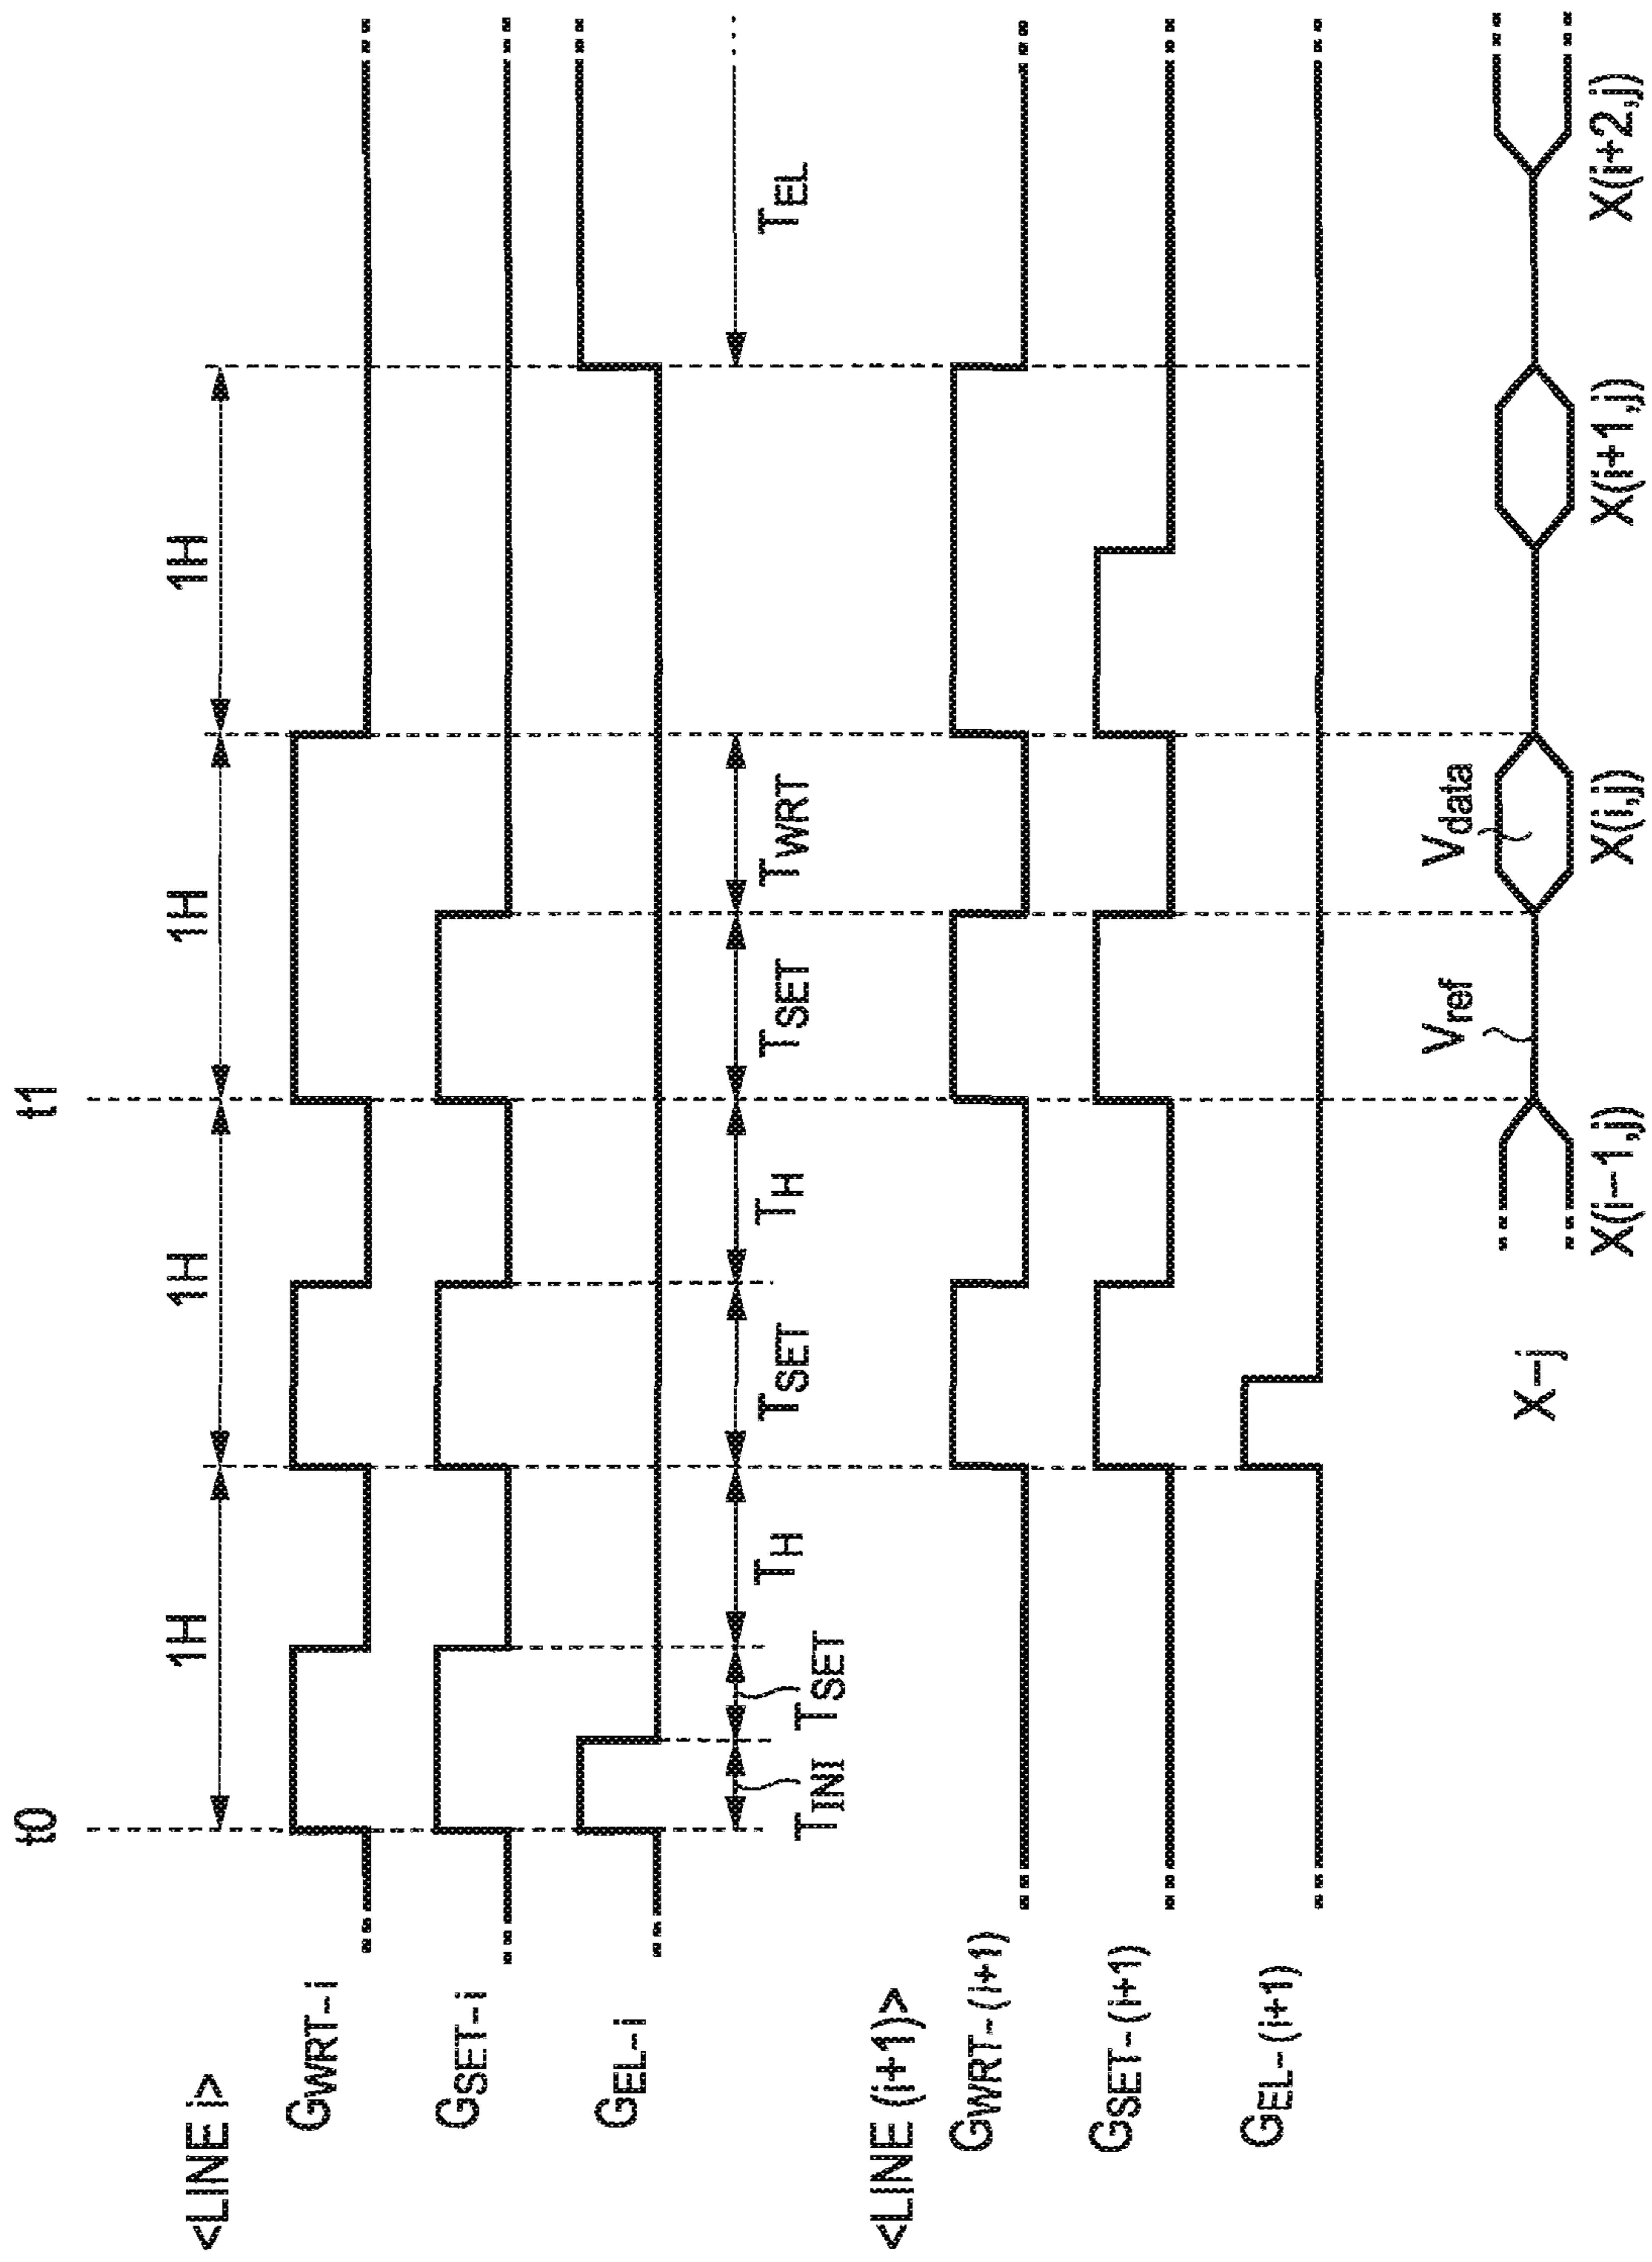 t0 t1
1H 1H 1H 1H
<LINE i>
GWRT-i
GSET-i
GEL-i
TINI TSET TH TSET TH TSET TWRT TEL
<LINE (i+1)>
GWRT-(i+1)
GSET-(i+1)
GEL-(i+1)
Vref Vdata
X-j
X(i-1,j) X(i,j) X(i+1,j) X(i+2,j)